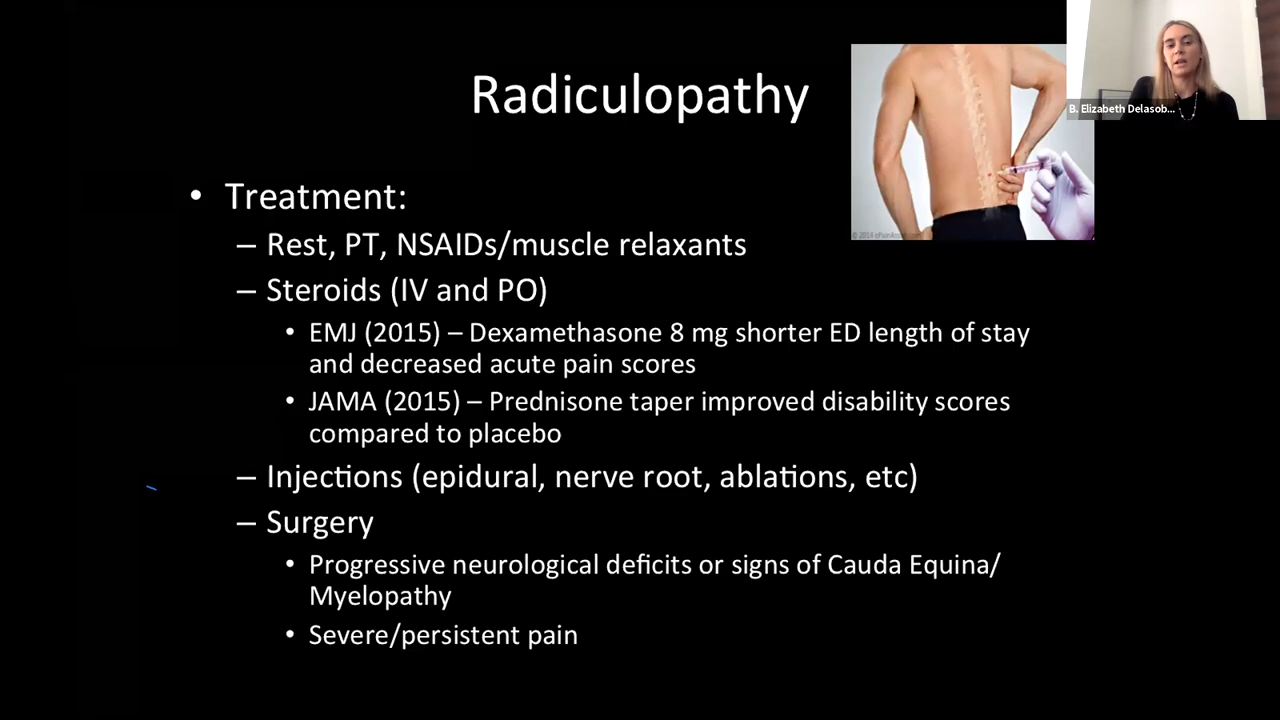 Radiculopathy
B. Elizabeth Delasob...
• Treatment:
– Rest, PT, NSAIDs/muscle relaxants
– Steroids (IV and PO)
• EMJ (2015) – Dexamethasone 8 mg shorter ED length of stay
and decreased acute pain scores
• JAMA (2015) – Prednisone taper improved disability scores
compared to placebo
– Injections (epidural, nerve root, ablations, etc)
– Surgery
• Progressive neurological deficits or signs of Cauda Equina/
Myelopathy
• Severe/persistent pain